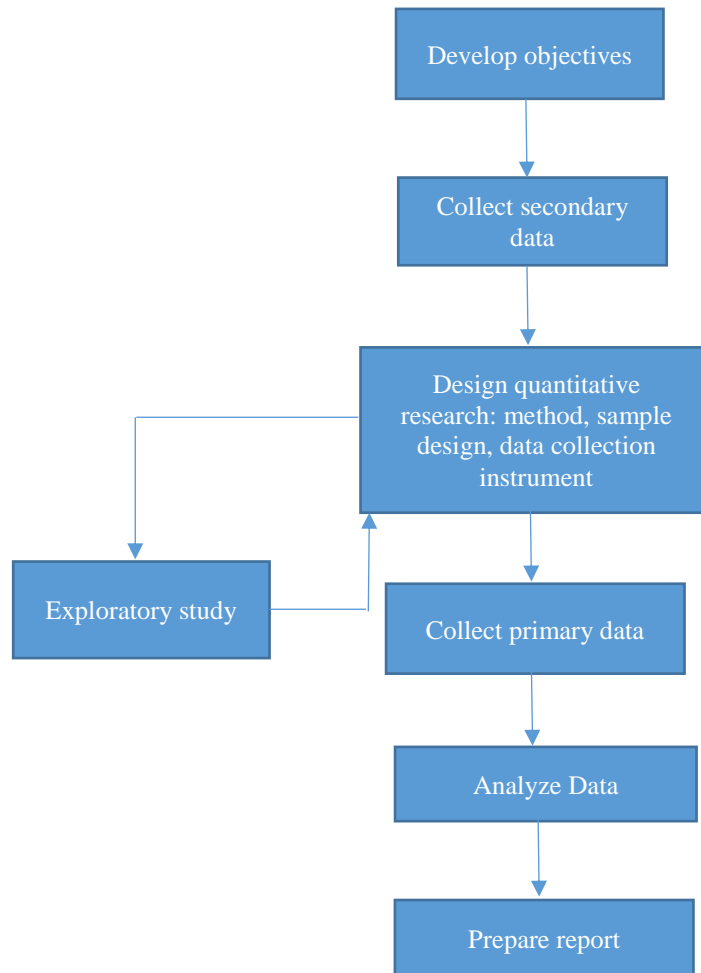 Develop objectives
Collect secondary
data
Design quantitative
research: method, sample
design, data collection
instrument
Exploratory study
Collect primary data
Analyze Data
Prepare report